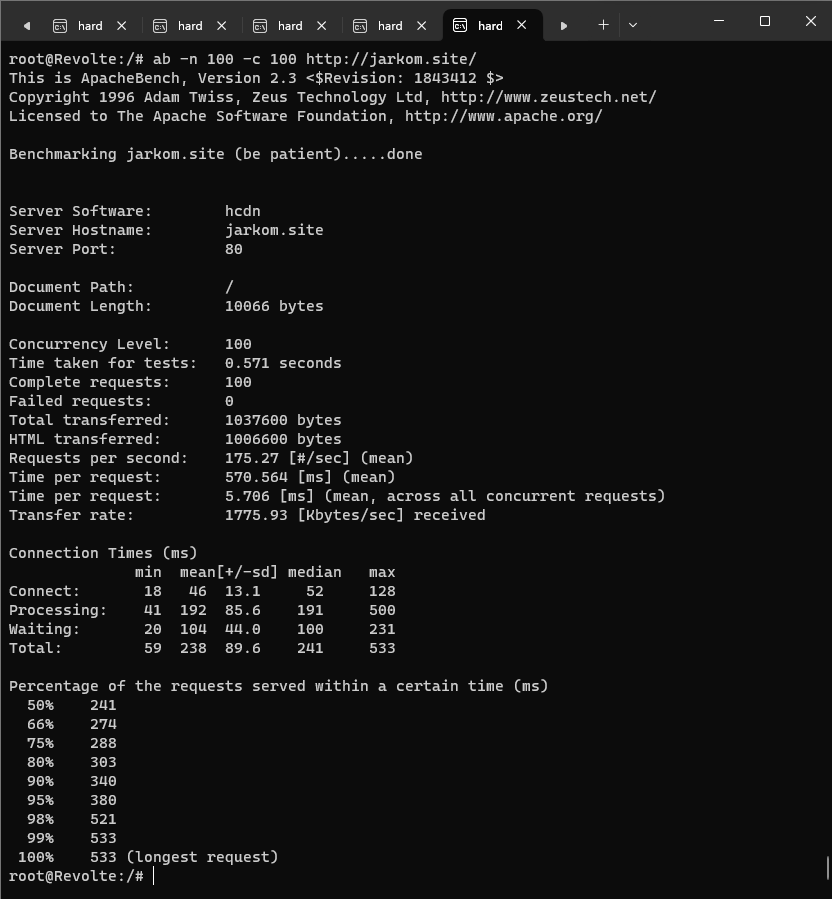 hard hard hard hard hard
root@Revolte:/# ab -n 100 -c 100 http://jarkom.site/
This is ApacheBench, Version 2.3 <$Revision: 1843412 $>
Copyright 1996 Adam Twiss, Zeus Technology Ltd, http://www.zeustech.net/
Licensed to The Apache Software Foundation, http://www.apache.org/

Benchmarking jarkom.site (be patient).....done


Server Software:        hcdn
Server Hostname:        jarkom.site
Server Port:            80

Document Path:          /
Document Length:        10066 bytes

Concurrency Level:      100
Time taken for tests:   0.571 seconds
Complete requests:      100
Failed requests:        0
Total transferred:      1037600 bytes
HTML transferred:       1006600 bytes
Requests per second:    175.27 [#/sec] (mean)
Time per request:       570.564 [ms] (mean)
Time per request:       5.706 [ms] (mean, across all concurrent requests)
Transfer rate:          1775.93 [Kbytes/sec] received

Connection Times (ms)
              min  mean[+/-sd] median   max
Connect:       18   46  13.1     52     128
Processing:    41  192  85.6    191     500
Waiting:       20  104  44.0    100     231
Total:         59  238  89.6    241     533

Percentage of the requests served within a certain time (ms)
  50%    241
  66%    274
  75%    288
  80%    303
  90%    340
  95%    380
  98%    521
  99%    533
 100%    533 (longest request)
root@Revolte:/#